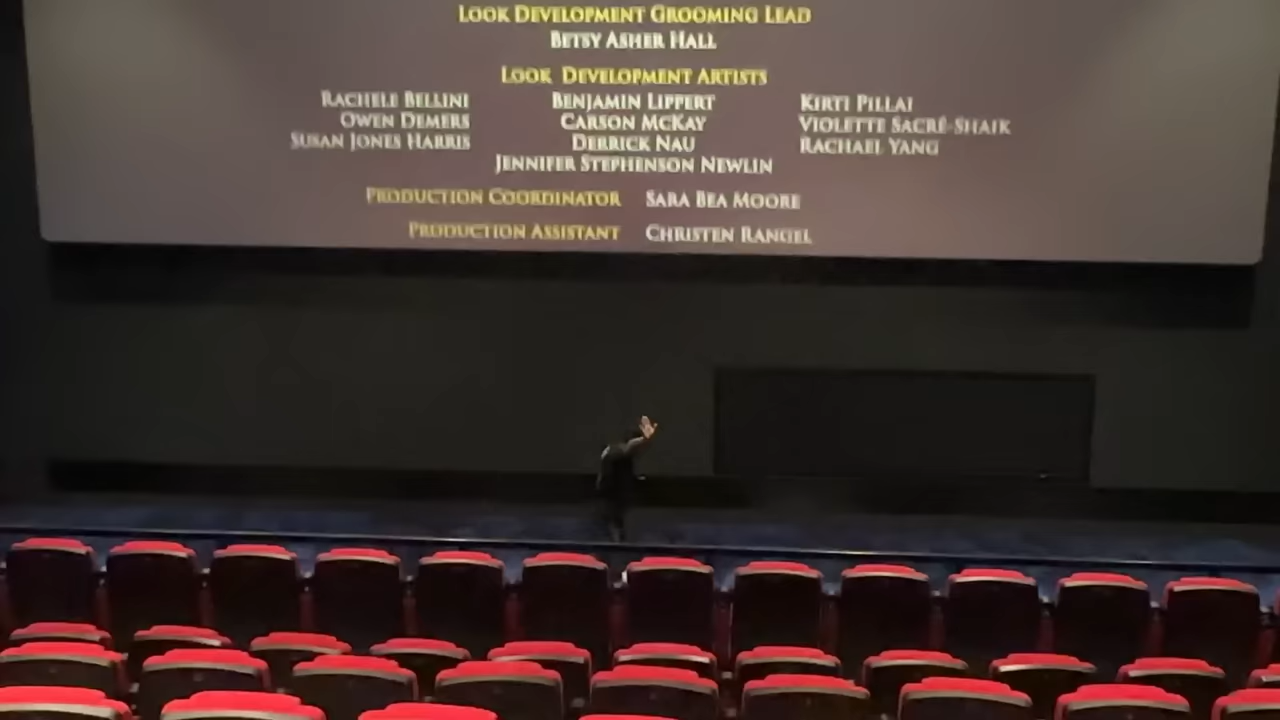 LOOK DEVELOPMENT GROOMING LEAD
BETSY ASHER HALL
LOOK DEVELOPMENT ARTISTS
RACHELE BELLINI BENJAMIN LIPPERT KIRTI PILLAI
OWEN DEMERS CARSON MCKAY VIOLETTE SACRÉ-SHAIK
SUSAN JONES HARRIS DERRICK NAU RACHAEL YANG
JENNIFER STEPHENSON NEWLIN
PRODUCTION COORDINATOR SARA BEA MOORE
PRODUCTION ASSISTANT CHRISTEN RANGEL